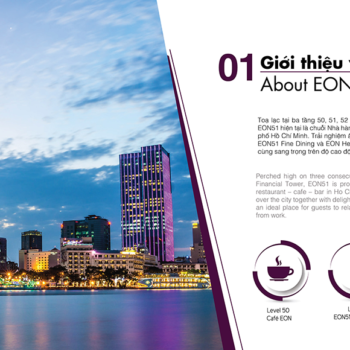 01 Giới thiệu
About EON
Toạ lạc tại ba tầng 50, 51, 52
EON51 hiện tại là chuỗi Nhà hàn
phố Hồ Chí Minh. Trải nghiệm
EON51 Fine Dining và EON He
cùng sang trọng trên độ cao đó
Perched high on three consec
Financial Tower, EON51 is pro
restaurant – cafe – bar in Ho C
over the city together with deligh
an ideal place for guests to rela
from work.
Level 50
Café EON
L
EON5